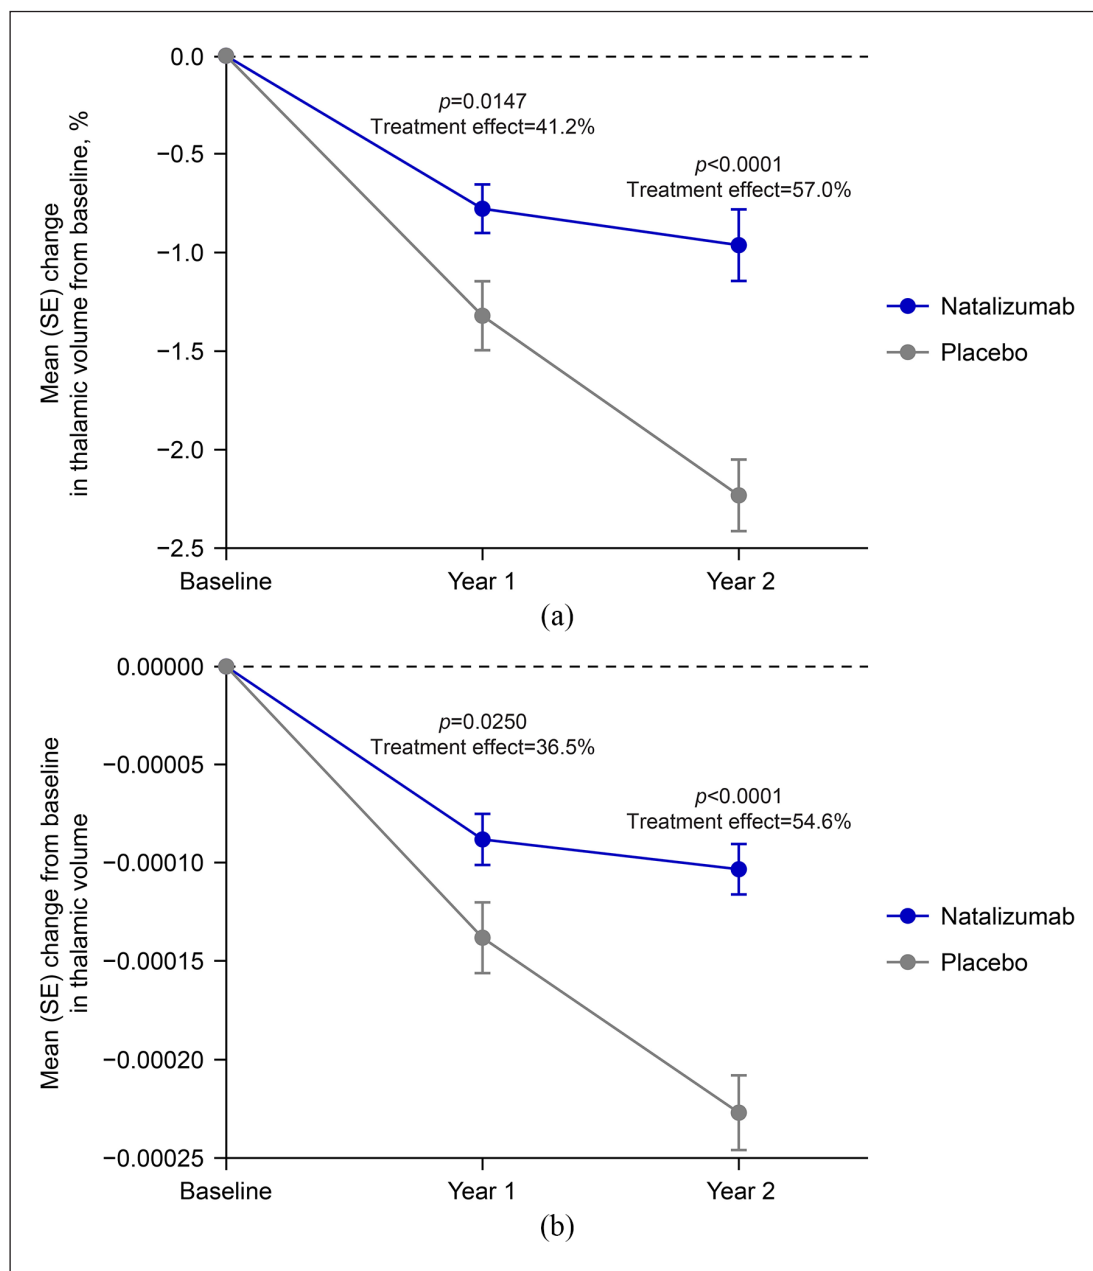 Mean (SE) change
in thalamic volume from baseline, %
0.0
−0.5
−1.0
−1.5
−2.0
−2.5
p=0.0147
Treatment effect=41.2%
p<0.0001
Treatment effect=57.0%
Natalizumab
Placebo
Baseline Year 1 Year 2
(a)
Mean (SE) change from baseline
in thalamic volume
0.00000
−0.00005
−0.00010
−0.00015
−0.00020
−0.00025
p=0.0250
Treatment effect=36.5%
p<0.0001
Treatment effect=54.6%
Natalizumab
Placebo
Baseline Year 1 Year 2
(b)